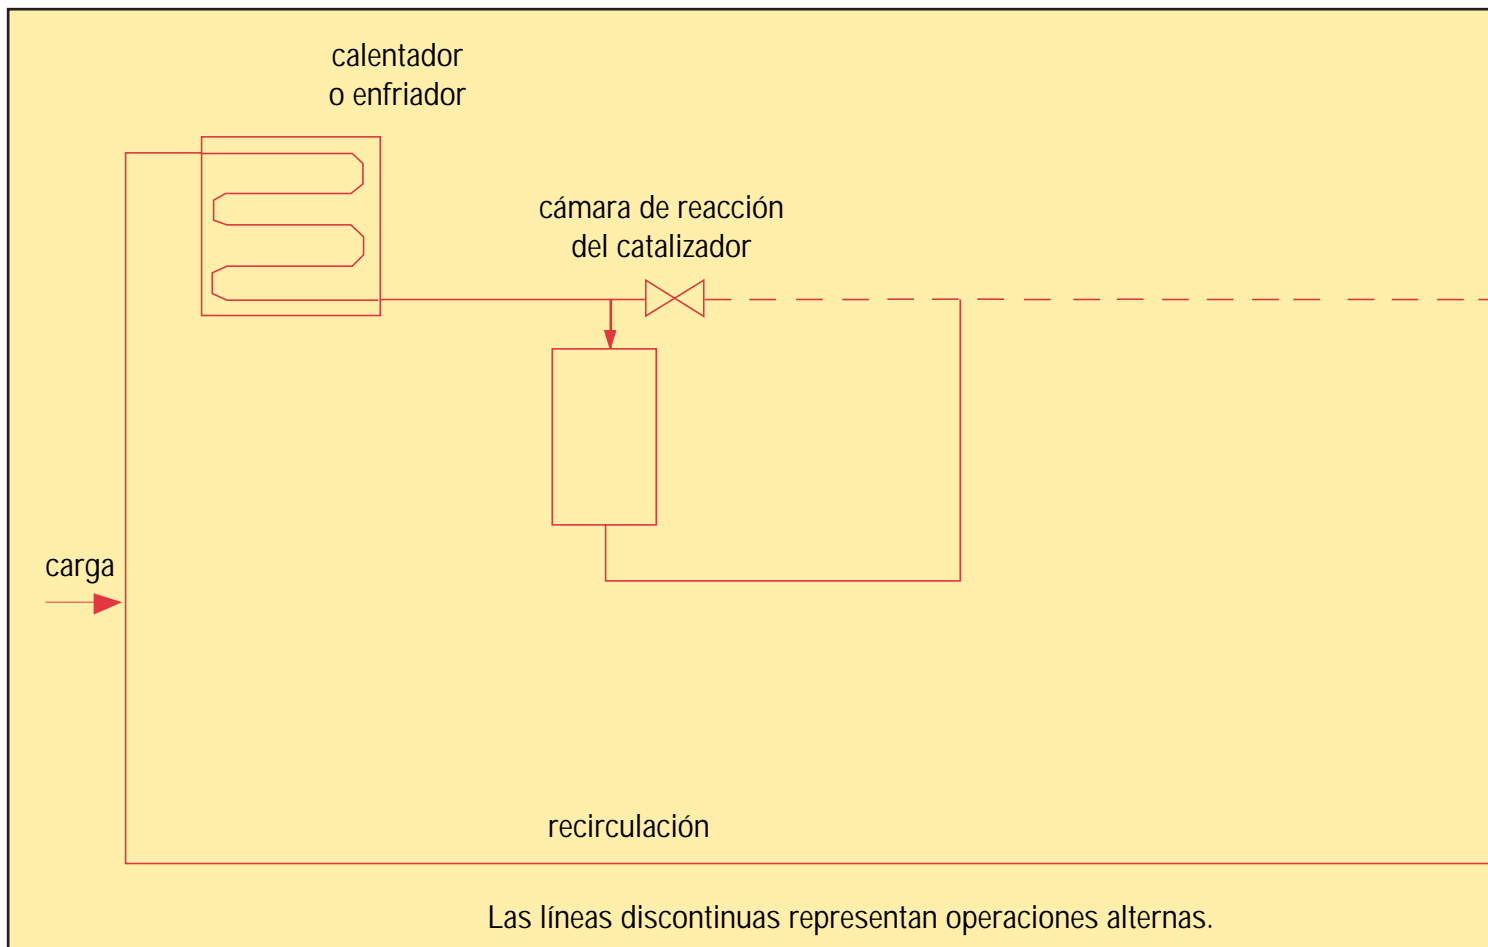 calentador
o enfriador
cámara de reacción
del catalizador
carga
recirculación
Las líneas discontinuas representan operaciones alternas.